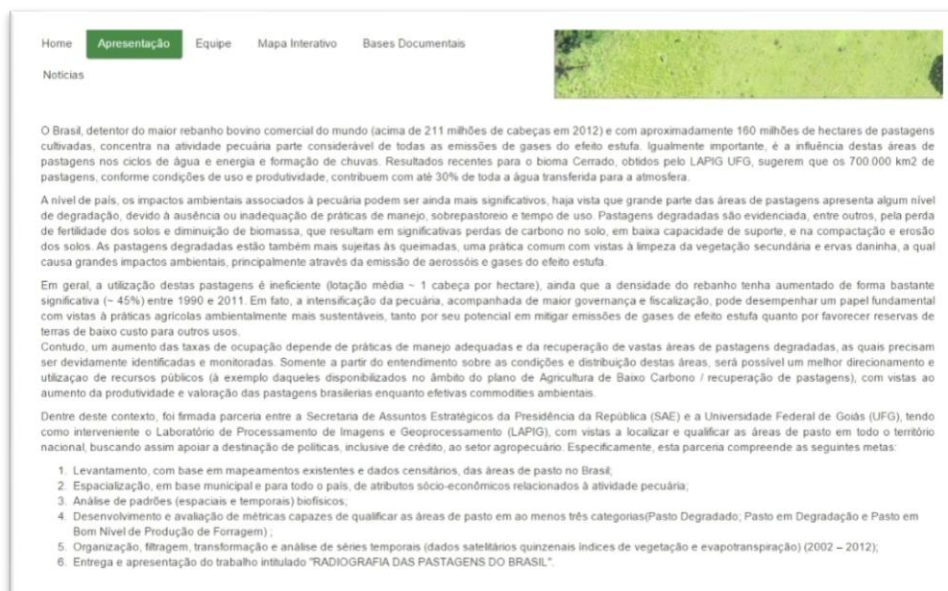 Home Apresentação Equipe Mapa Interativo Bases Documentais
Notícias
O Brasil, detentor do maior rebanho bovino comercial do mundo (acima de 211 milhões de cabeças em 2012) e com aproximadamente 160 milhões de hectares de pastagens
cultivadas, concentra na atividade pecuária parte considerável de todas as emissões de gases do efeito estufa. Igualmente importante, é a influência destas áreas de
pastagens nos ciclos de água e energia e formação de chuvas. Resultados recentes para o bioma Cerrado, obtidos pelo LAPIG UFG, sugerem que os 700.000 km2 de
pastagens, conforme condições de uso e produtividade, contribuem com até 30% de toda a água transferida para a atmosfera.
A nível de país, os impactos ambientais associados à pecuária podem ser ainda mais significativos, haja vista que grande parte das áreas de pastagens apresenta algum nível
de degradação, devido à ausência ou inadequação de práticas de manejo, sobrepastoreio e tempo de uso. Pastagens degradadas são evidenciada, entre outros, pela perda
de fertilidade dos solos e diminuição de biomassa, que resultam em significativas perdas de carbono no solo, em baixa capacidade de suporte, e na compactação e erosão
dos solos. As pastagens degradadas estão também mais sujeitas às queimadas, uma prática comum com vistas à limpeza da vegetação secundária e ervas daninha, a qual
causa grandes impactos ambientais, principalmente através da emissão de aerossóis e gases do efeito estufa.
Em geral, a utilização destas pastagens é ineficiente (lotação média ~ 1 cabeça por hectare), ainda que a densidade do rebanho tenha aumentado de forma bastante
significativa (~ 45%) entre 1990 e 2011. Em fato, a intensificação da pecuária, acompanhada de maior governança e fiscalização, pode desempenhar um papel fundamental
com vistas à práticas agrícolas ambientalmente mais sustentáveis, tanto por seu potencial em mitigar emissões de gases de efeito estufa quanto por favorecer reservas de
terras de baixo custo para outros usos.
Contudo, um aumento das taxas de ocupação depende de práticas de manejo adequadas e da recuperação de vastas áreas de pastagens degradadas, as quais precisam
ser devidamente identificadas e monitoradas. Somente a partir do entendimento sobre as condições e distribuição destas áreas, será possível um melhor direcionamento e
utilizaçao de recursos públicos (à exemplo daqueles disponibilizados no âmbito do plano de Agricultura de Baixo Carbono / recuperação de pastagens), com vistas ao
aumento da produtividade e valoração das pastagens brasilerias enquanto efetivas commodities ambientais.
Dentre deste contexto, foi firmada parceria entre a Secretaria de Assuntos Estratégicos da Presidência da República (SAE) e a Universidade Federal de Goiás (UFG), tendo
como interveniente o Laboratório de Processamento de Imagens e Geoprocessamento (LAPIG), com vistas a localizar e qualificar as áreas de pasto em todo o território
nacional, buscando assim apoiar a destinação de políticas, inclusive de crédito, ao setor agropecuário. Especificamente, esta parceria compreende as seguintes metas:
1. Levantamento, com base em mapeamentos existentes e dados censitários, das áreas de pasto no Brasil;
2. Espacialização, em base municipal e para todo o país, de atributos sócio-econômicos relacionados à atividade pecuária;
3. Análise de padrões (espaciais e temporais) biofísicos;
4. Desenvolvimento e avaliação de métricas capazes de qualificar as áreas de pasto em ao menos três categorias(Pasto Degradado; Pasto em Degradação e Pasto em
Bom Nível de Produção de Forragem) ;
5. Organização, filtragem, transformação e análise de séries temporais (dados satelitários quinzenais índices de vegetação e evapotranspiração) (2002 – 2012);
6. Entrega e apresentação do trabalho intitulado "RADIOGRAFIA DAS PASTAGENS DO BRASIL".